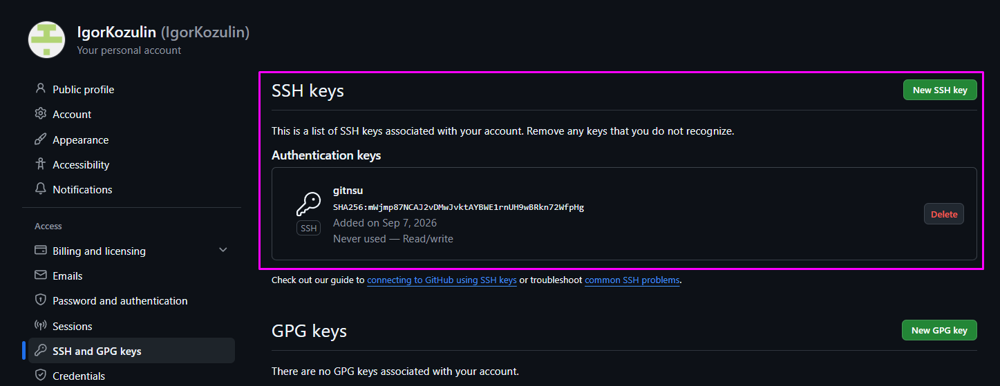 IgorKozulin (IgorKozulin)
Your personal account
Public profile
Account
Appearance
Accessibility
Notifications
Access
Billing and licensing
Emails
Password and authentication
Sessions
SSH and GPG keys
Credentials
SSH keys
New SSH key
This is a list of SSH keys associated with your account. Remove any keys that you do not recognize.
Authentication keys
gitnsu
SHA256:mWjmp87NCAJ2vDMwJvktAYBWE1rnUH9wBRkn72WfpHg
SSH
Added on Sep 7, 2026
Never used — Read/write
Delete
Check out our guide to connecting to GitHub using SSH keys or troubleshoot common SSH problems.
GPG keys
New GPG key
There are no GPG keys associated with your account.